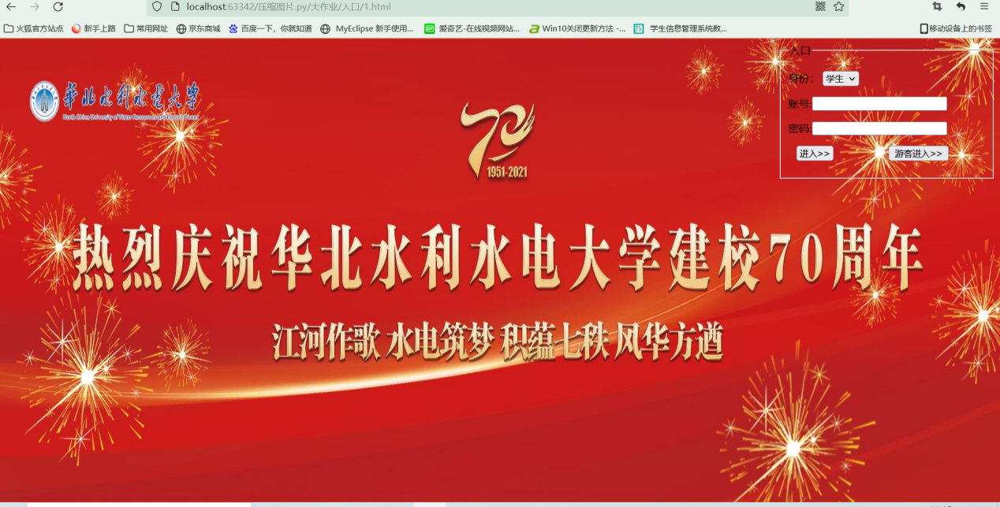 localhost:63342/压缩图片.py/大作业/入口/1.html
火狐官方站点 新手上路 常用网址 京东商城 百度一下，你就知道 MyEclipse 新手使用... 爱奇艺-在线视频网站... Win10关闭更新方法 -... 学生信息管理系统数... 移动设备上的书签
入口
身份： 学生
账号:
密码:
进入>> 游客进入>>
华北水利水电大学
North China University of Water Resources and Electric Power
70
1951-2021
热烈庆祝华北水利水电大学建校70周年
江河作歌 水电筑梦 积蕴七秩 风华方遒